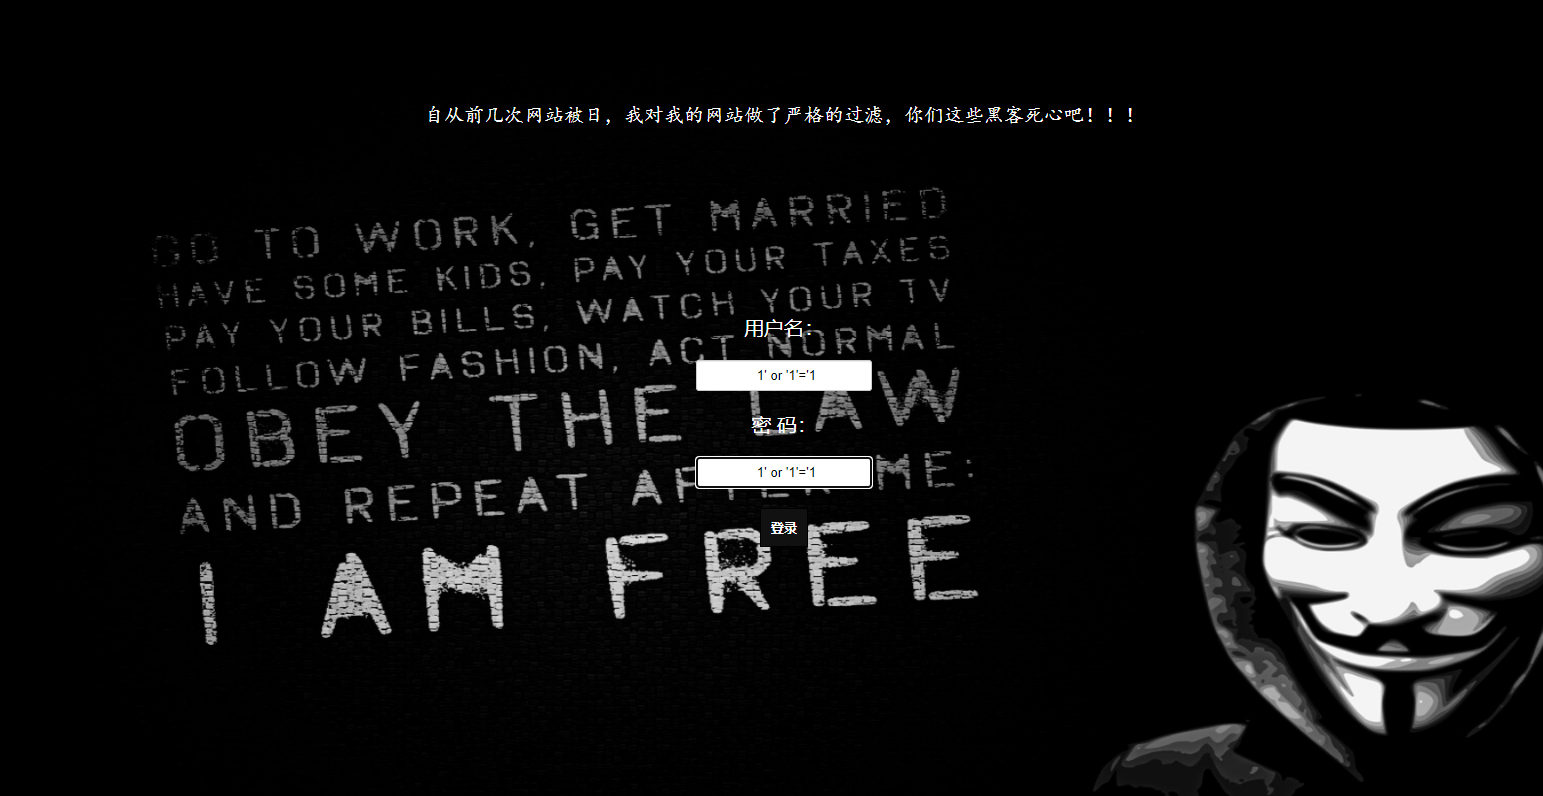 自从前几次网站被日，我对我的网站做了严格的过滤，你们这些黑客死心吧！！！
GO TO WORK, GET MARRIED
HAVE SOME KIDS, PAY YOUR TAXES
PAY YOUR BILLS, WATCH YOUR TV
FOLLOW FASHION, ACT NORMAL
OBEY THE LAW
AND REPEAT AFTER ME:
I AM FREE
用户名：
1' or '1'='1
密 码：
1' or '1'='1
登录